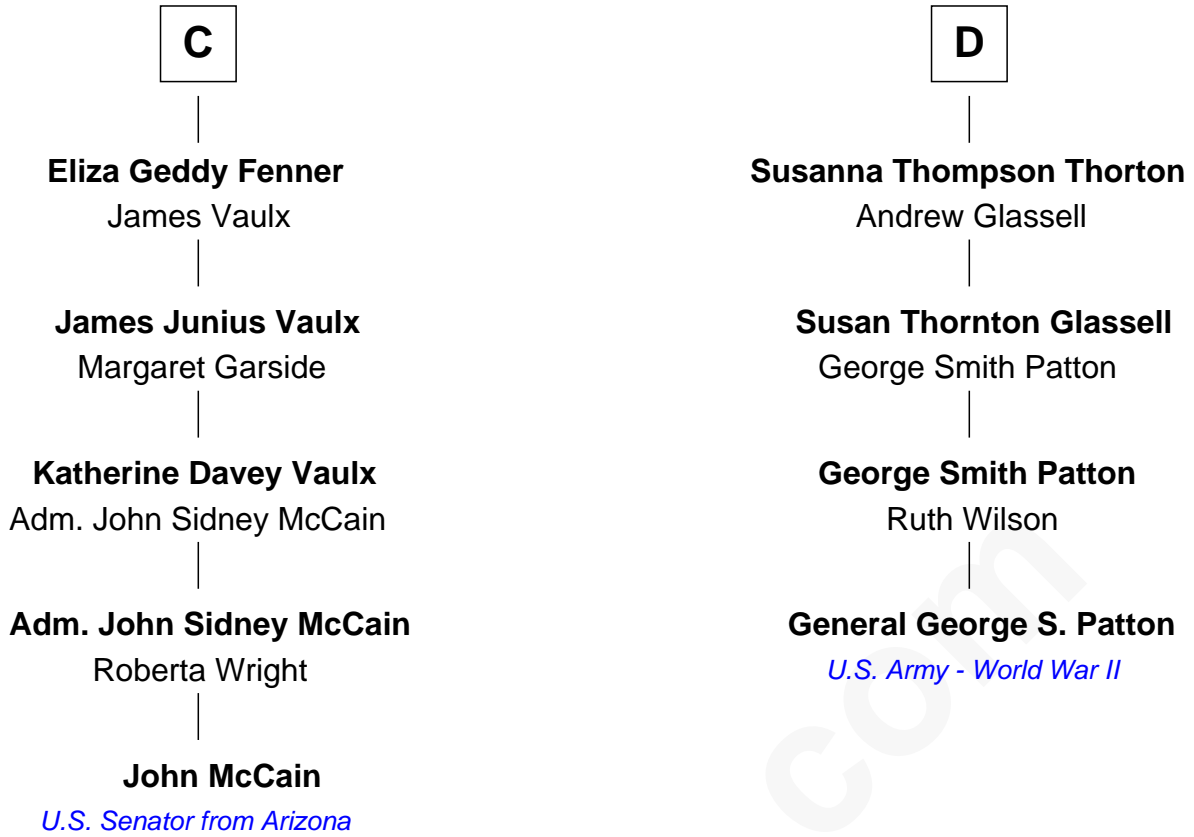 C
Eliza Geddy Fenner
James Vaulx
James Junius Vaulx
Margaret Garside
Katherine Davey Vaulx
Adm. John Sidney McCain
Adm. John Sidney McCain
Roberta Wright
John McCain
U.S. Senator from Arizona
D
Susanna Thompson Thorton
Andrew Glassell
Susan Thornton Glassell
George Smith Patton
George Smith Patton
Ruth Wilson
General George S. Patton
U.S. Army - World War II
com